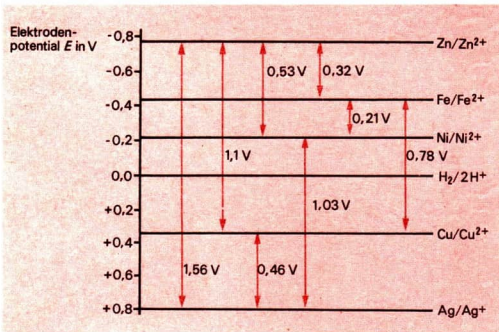 Elektroden-
potential E in V
-0,8
Zn/Zn²⁺
-0,6
0,53 V
0,32 V
-0,4
Fe/Fe²⁺
0,21 V
-0,2
Ni/Ni²⁺
1,1 V
0,78 V
0,0
H₂/2H⁺
+0,2
1,03 V
Cu/Cu²⁺
+0,4
+0,6
1,56 V
0,46 V
+0,8
Ag/Ag⁺